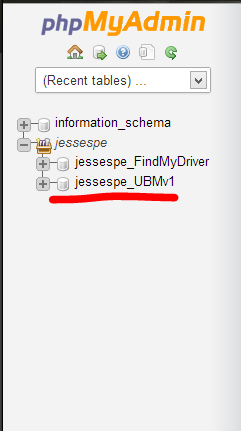 phpMyAdmin
(Recent tables) ...
information_schema
jessespe
jessespe_FindMyDriver
jessespe_UBMv1